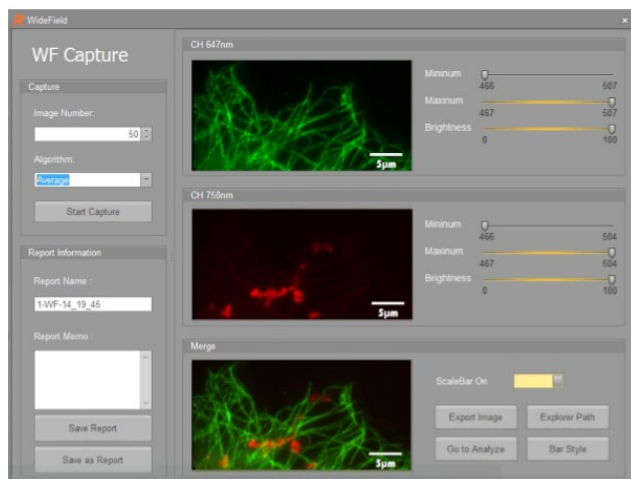 WideField
WF Capture
Capture
Image Number:
50
Algorithm:
Average
Start Capture
Report Information
Report Name :
1-WF-14_19_45
Report Memo :
Save Report
Save as Report
CH 647nm
5μm
Mininum
466 507
Maxinum
467 507
Brightness
0 100
CH 750nm
5μm
Mininum
466 504
Maxinum
467 504
Brightness
0 100
Merge
5μm
ScaleBar On
Export Image
Explorer Path
Go to Analyze
Bar Style